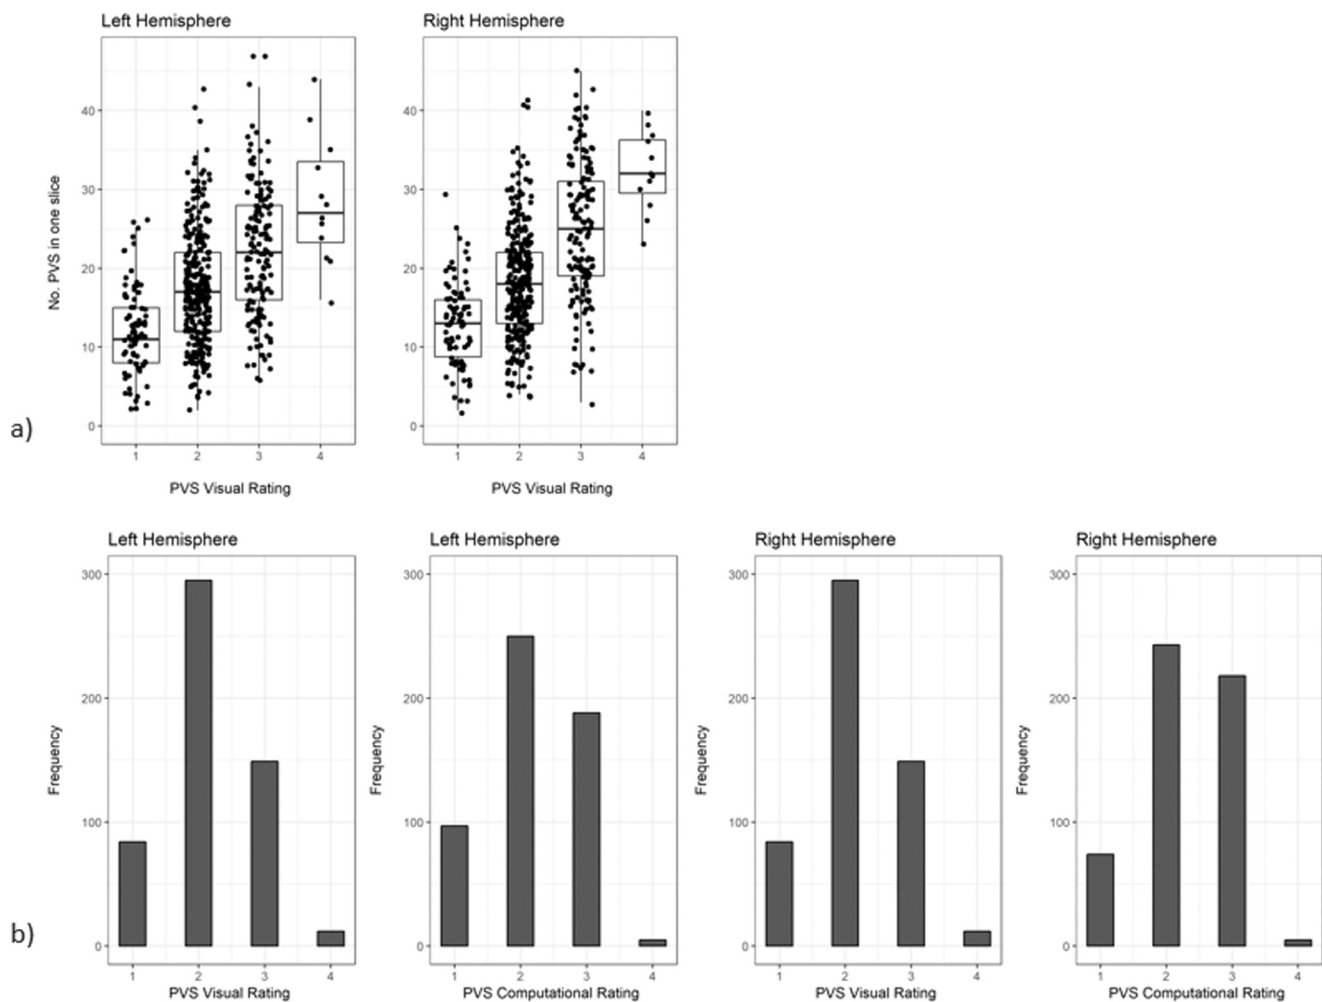 Left Hemisphere
Right Hemisphere
No. PVS in one slice
40
30
20
10
0
40
30
20
10
0
1 2 3 4
1 2 3 4
PVS Visual Rating
PVS Visual Rating
a)
Left Hemisphere
Left Hemisphere
Right Hemisphere
Right Hemisphere
Frequency
300
200
100
0
Frequency
300
200
100
0
Frequency
300
200
100
0
Frequency
300
200
100
0
b)
1 2 3 4
1 2 3 4
1 2 3 4
1 2 3 4
PVS Visual Rating
PVS Computational Rating
PVS Visual Rating
PVS Computational Rating